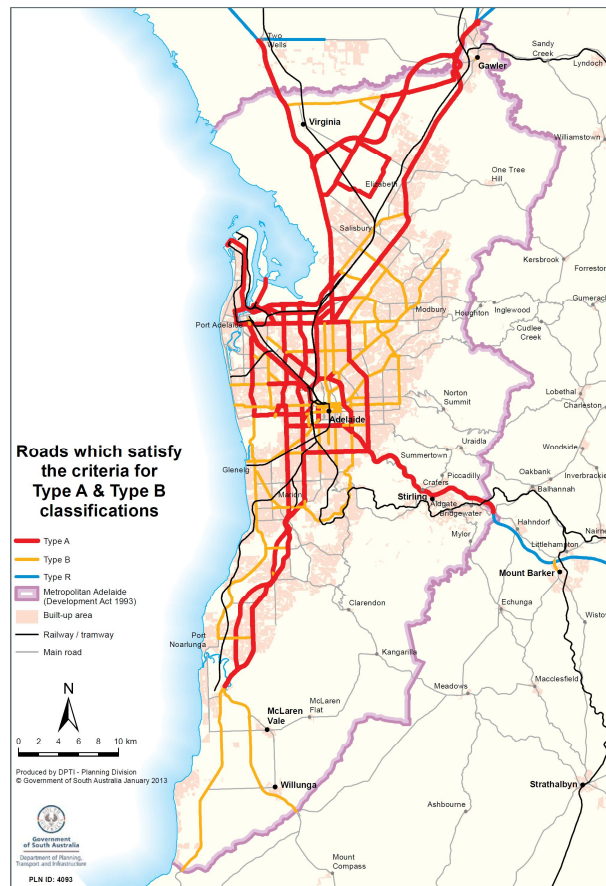 Two
Wells
Sandy
Creek
Gawler
Lyndoch
Virginia
Williamstown
One Tree
Hill
Elizabeth
Salisbury
Kersbrook
Forreston
Gumerach
Modbury
Houghton
Inglewood
Port Adelaide
Cudlee
Creek
Norton
Summit
Lobethal
Charleston
Adelaide
Uraidla
Roads which satisfy
the criteria for
Type A & Type B
classifications
Summertown
Woodside
Glenelg
Piccadilly
Oakbank
Inverbrackie
Crafers
Balhannah
Marion
Stirling
Aldgate
Bridgewater
Hahndorf
Nairne
Mylor
Littlehampton
Type A
Type B
Type R
Metropolitan Adelaide
(Development Act 1993)
Built-up area
Railway / tramway
Main road
Mount Barker
Echunga
Clarendon
Wistow
Port
Noarlunga
Kangarilla
N
Meadows
Macclesfield
McLaren
Flat
McLaren
Vale
0 2 4 6 8 10 km
Produced by DPTI - Planning Division
© Government of South Australia January 2013
Willunga
Strathalbyn
Ashbourne
Government
of South Australia
Department of Planning,
Transport and Infrastructure
Mount
Compass
PLN ID: 4093